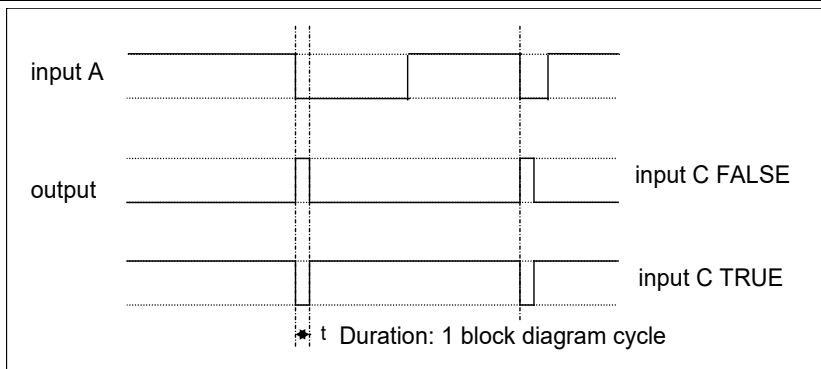 input A
input C FALSE
output
input C TRUE
t Duration: 1 block diagram cycle